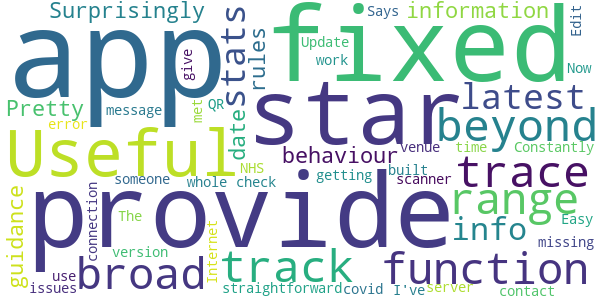 Surprisingly
app
fixed
Says
information
Edit
Update
work
Now
give
stats
rules
star
latest
beyond
Pretty
message
met
QR
date
error
Useful
behaviour
venue
time
Constantly
NHS
trace
someone
whole
check
getting
built
scanner
range
guidance
connection
provide
The
version
Internet
info
Easy
missing
broad
track
function
issues
use
straightforward
covid
I've
server
contact